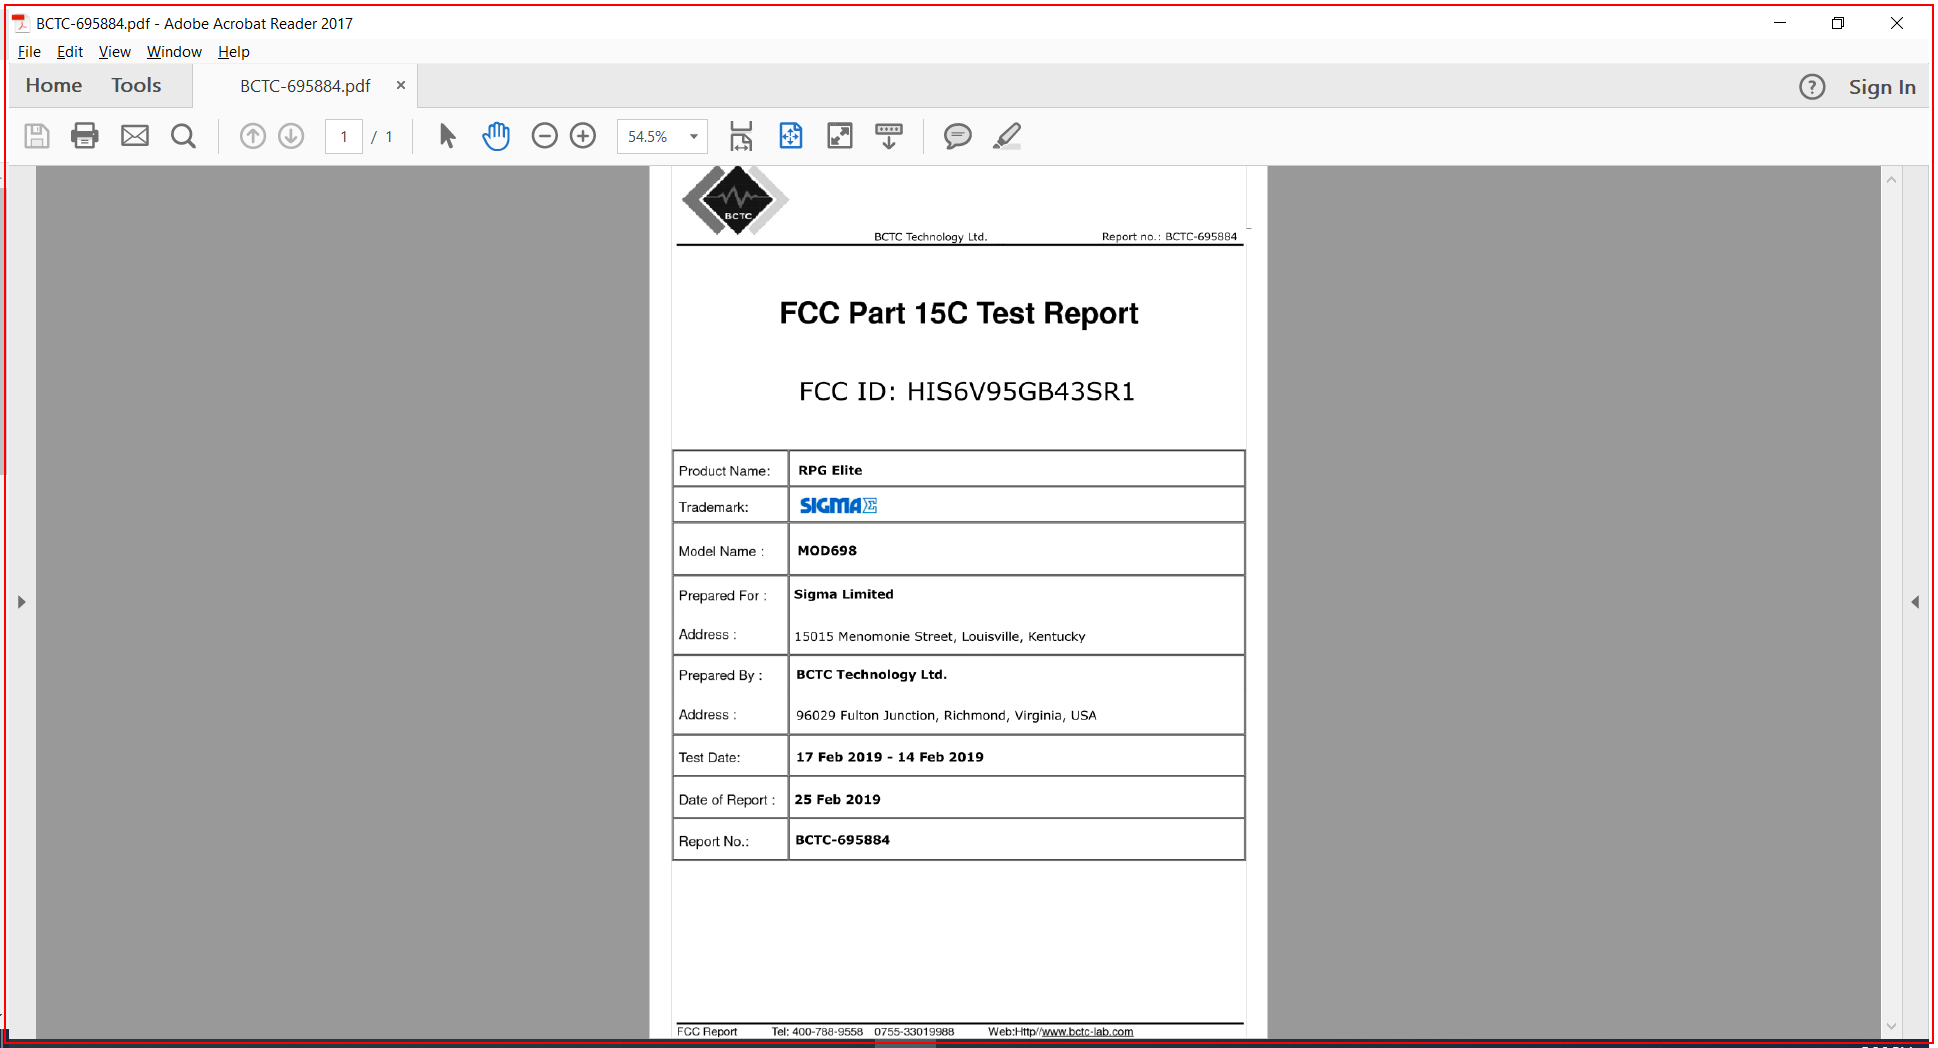 BCTC-695884.pdf - Adobe Acrobat Reader 2017
File Edit View Window Help
Home Tools BCTC-695884.pdf × ? Sign In
1 / 1 54.5%
BCTC
BCTC Technology Ltd. Report no.: BCTC-695884
FCC Part 15C Test Report
FCC ID: HIS6V95GB43SR1
Product Name: RPG Elite
Trademark: SIGMA Σ
Model Name : MOD698
Prepared For : Sigma Limited
Address : 15015 Menomonie Street, Louisville, Kentucky
Prepared By : BCTC Technology Ltd.
Address : 96029 Fulton Junction, Richmond, Virginia, USA
Test Date: 17 Feb 2019 - 14 Feb 2019
Date of Report : 25 Feb 2019
Report No.: BCTC-695884
FCC Report Tel: 400-788-9558 0755-33019988 Web:Http//www.bctc-lab.com